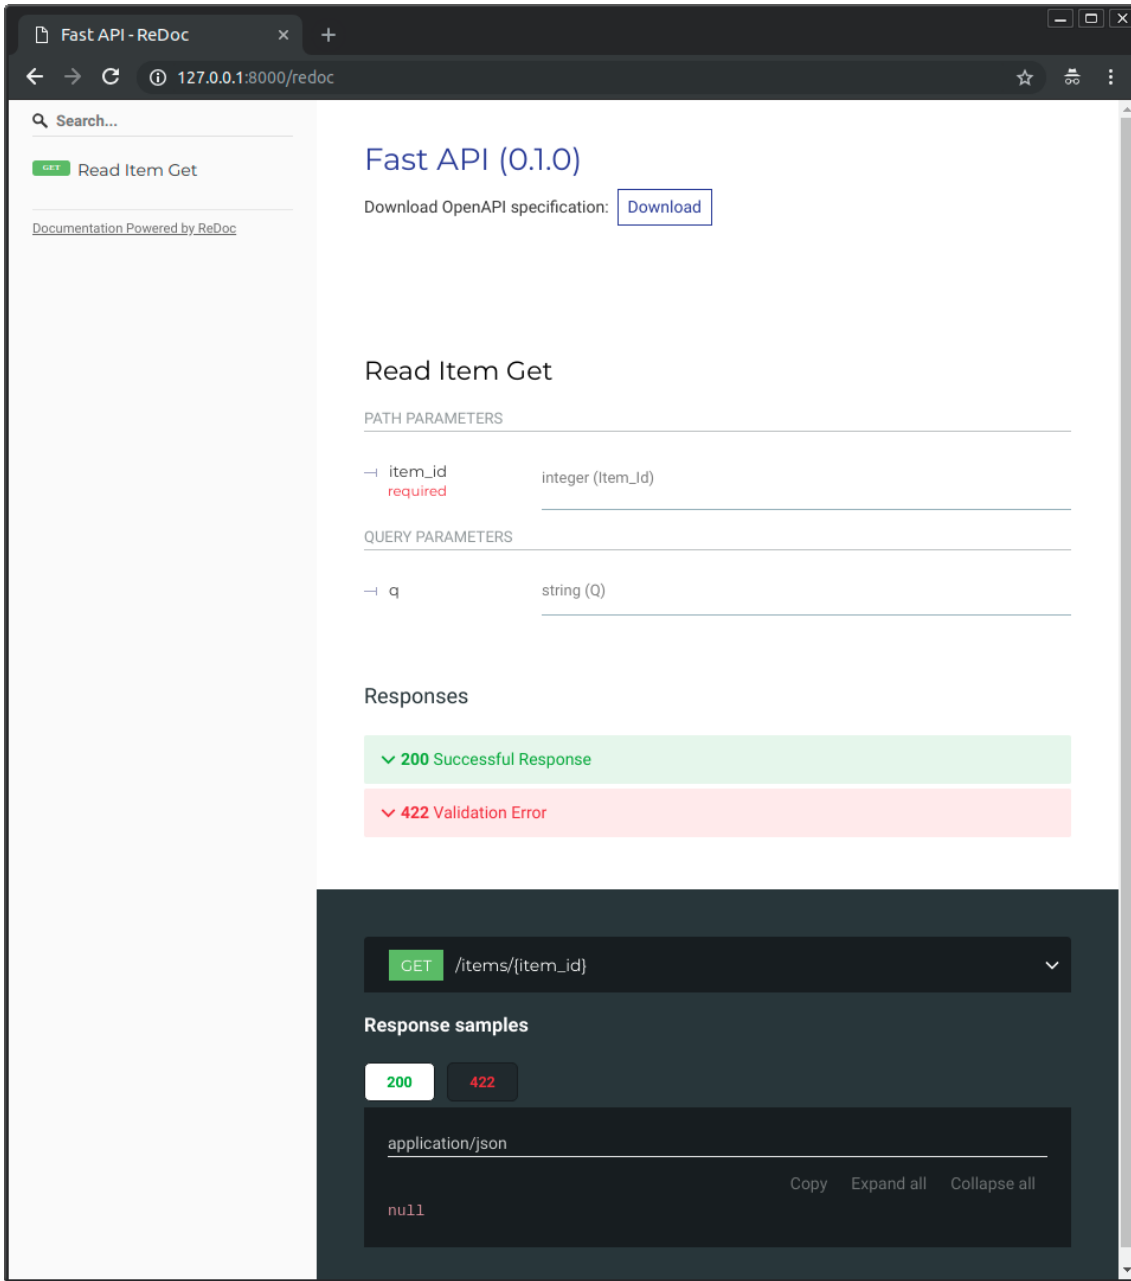 Fast API - ReDoc
127.0.0.1:8000/redoc
Search...
GET Read Item Get
Documentation Powered by ReDoc
Fast API (0.1.0)
Download OpenAPI specification: Download
Read Item Get
PATH PARAMETERS
item_id
required
integer (Item_Id)
QUERY PARAMETERS
q
string (Q)
Responses
200 Successful Response
422 Validation Error
GET /items/{item_id}
Response samples
200 422
application/json
Copy Expand all Collapse all
null